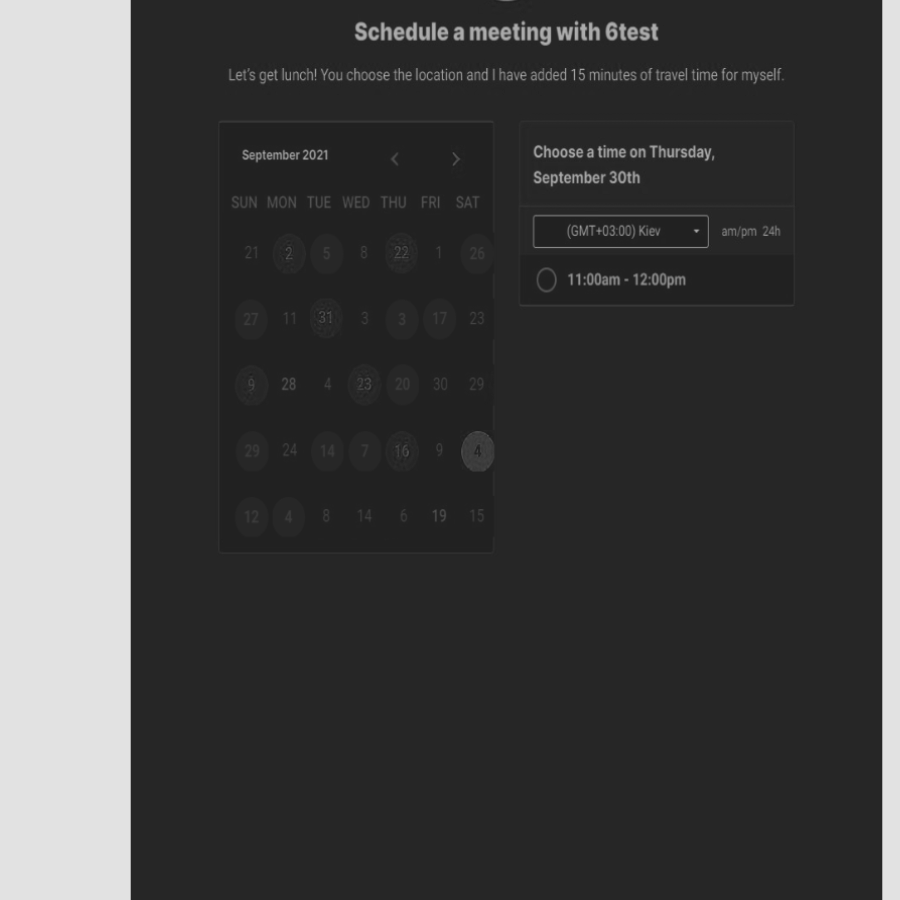 Schedule a meeting with 6test
Let's get lunch! You choose the location and I have added 15 minutes of travel time for myself.
September 2021
SUN MON TUE WED THU FRI SAT
21 2 5 8 22 1 26
27 11 31 3 3 17 23
9 28 4 23 20 30 29
29 24 14 7 16 9 4
12 4 8 14 6 19 15
Choose a time on Thursday,
September 30th
(GMT+03:00) Kiev am/pm 24h
11:00am - 12:00pm